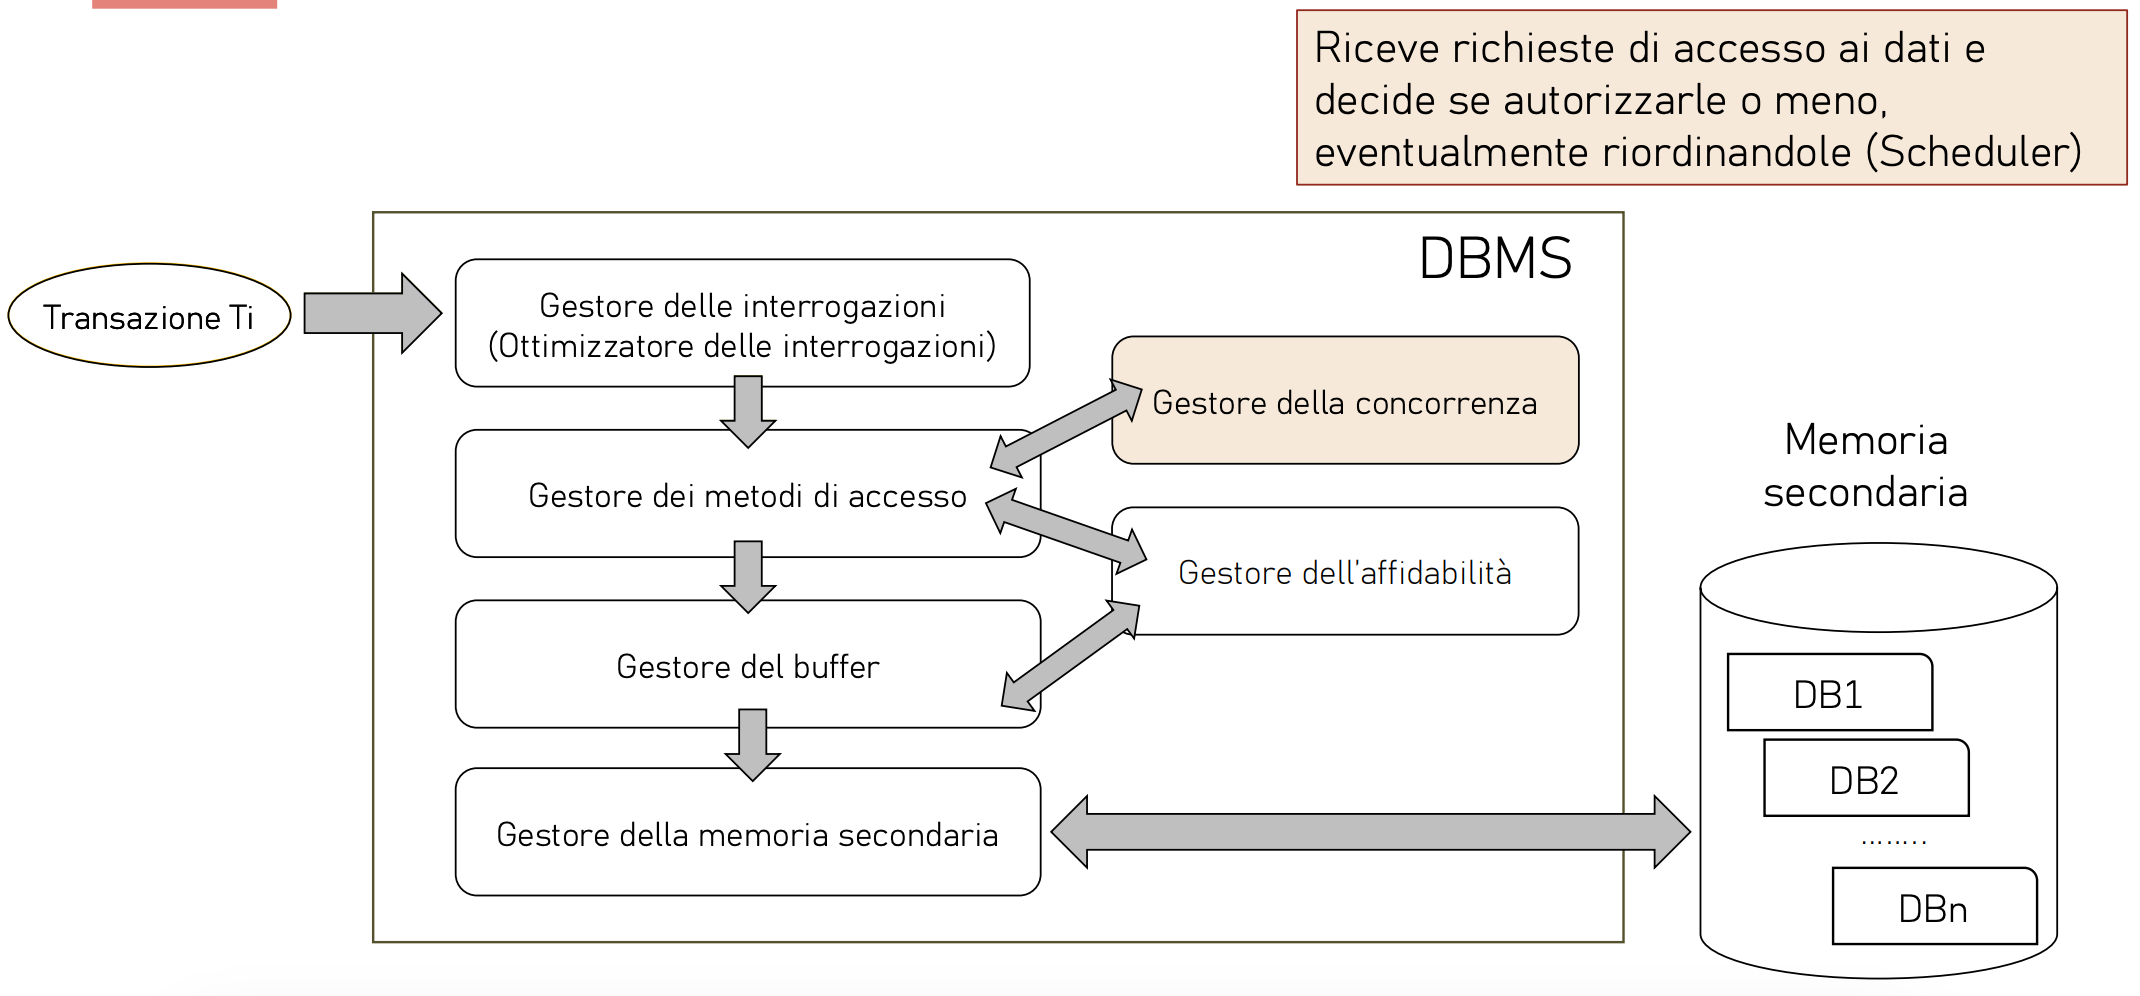 Riceve richieste di accesso ai dati e
decide se autorizzarle o meno,
eventualmente riordinandole (Scheduler)
DBMS
Transazione Ti
Gestore delle interrogazioni
(Ottimizzatore delle interrogazioni)
Gestore della concorrenza
Gestore dei metodi di accesso
Gestore dell'affidabilità
Gestore del buffer
Gestore della memoria secondaria
Memoria
secondaria
DB1
DB2
........
DBn